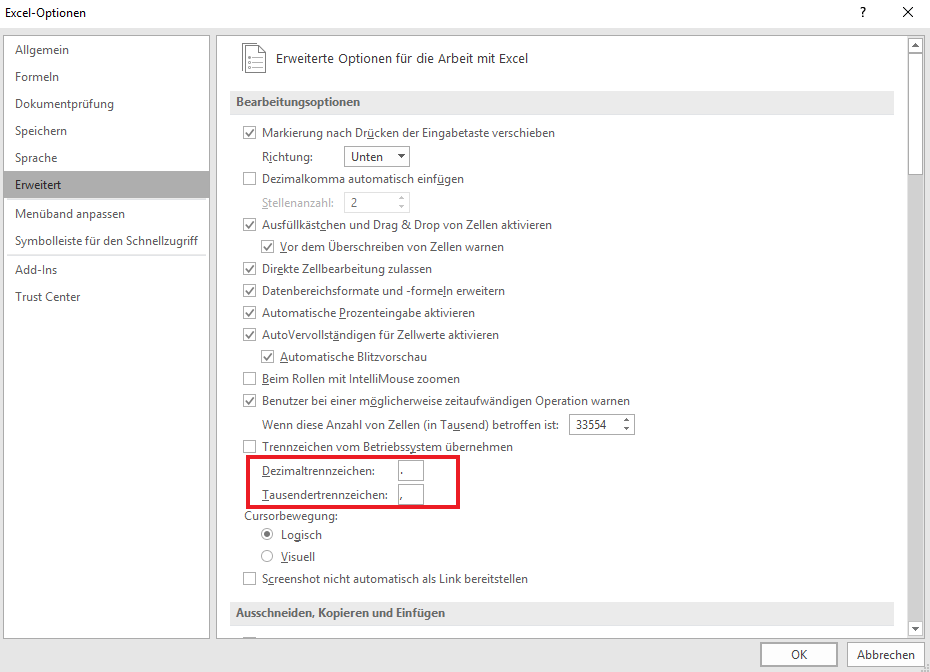 Excel-Optionen
?
Allgemein
Formeln
Dokumentprüfung
Speichern
Sprache
Erweitert
Menüband anpassen
Symbolleiste für den Schnellzugriff
Add-Ins
Trust Center
Erweiterte Optionen für die Arbeit mit Excel
Bearbeitungsoptionen
Markierung nach Drücken der Eingabetaste verschieben
Richtung: Unten
Dezimalkomma automatisch einfügen
Stellenanzahl: 2
Ausfüllkästchen und Drag & Drop von Zellen aktivieren
Vor dem Überschreiben von Zellen warnen
Direkte Zellbearbeitung zulassen
Datenbereichsformate und -formeln erweitern
Automatische Prozenteingabe aktivieren
AutoVervollständigen für Zellwerte aktivieren
Automatische Blitzvorschau
Beim Rollen mit IntelliMouse zoomen
Benutzer bei einer möglicherweise zeitaufwändigen Operation warnen
Wenn diese Anzahl von Zellen (in Tausend) betroffen ist: 33554
Trennzeichen vom Betriebssystem übernehmen
Dezimaltrennzeichen: .
Tausendertrennzeichen: ,
Cursorbewegung:
Logisch
Visuell
Screenshot nicht automatisch als Link bereitstellen
Ausschneiden, Kopieren und Einfügen
OK
Abbrechen